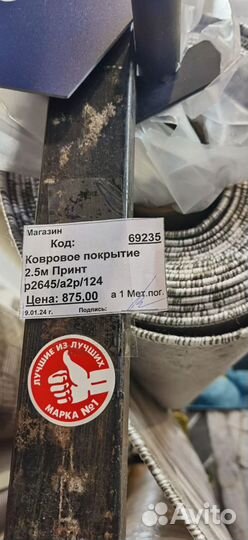 Магазин
Код: 69235
Ковровое покрытие
2.5м Принт
p2645/a2p/124
Цена: 875,00 за 1 Мет.пог.
9.01.24 г. Подпись:
ЛУЧШИЕ ИЗ ЛУЧШИХ
МАРКА №1
Avito